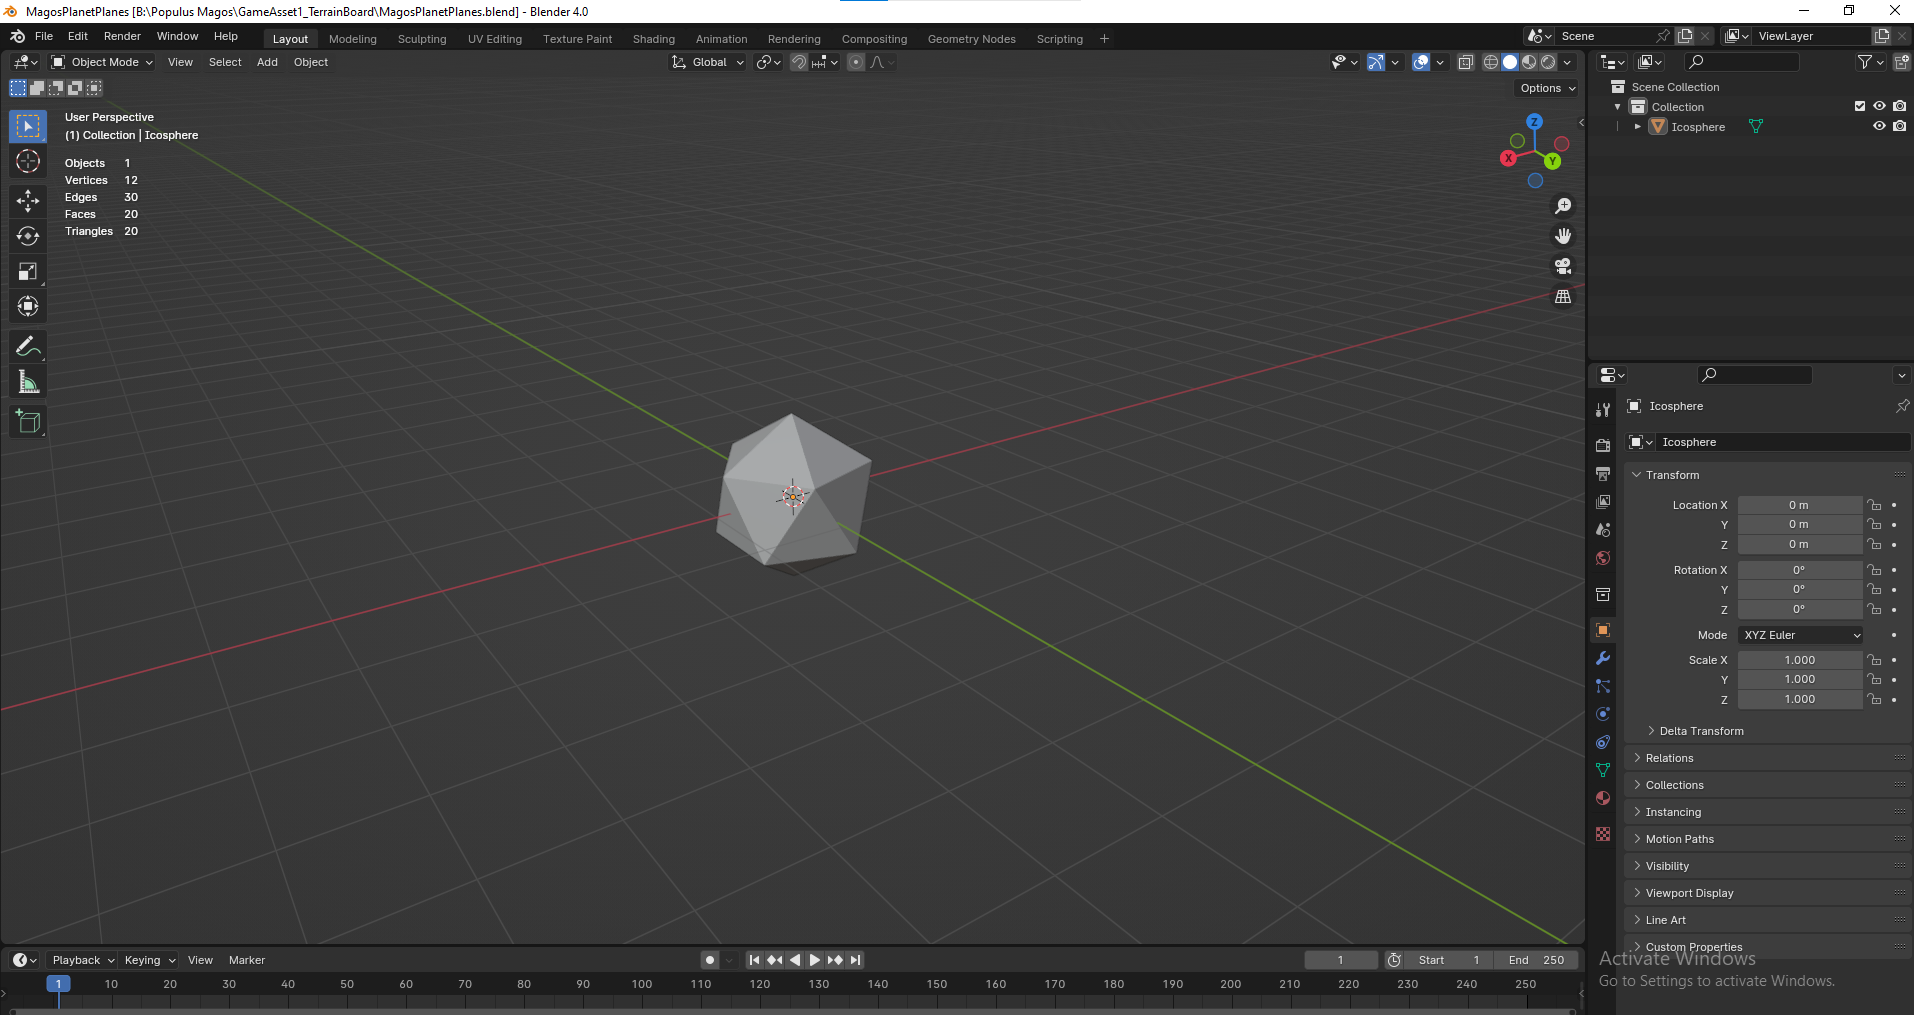 MagosPlanetPlanes [B:\Populus Magos\GameAsset1_TerrainBoard\MagosPlanetPlanes.blend] - Blender 4.0
File Edit Render Window Help Layout Modeling Sculpting UV Editing Texture Paint Shading Animation Rendering Compositing Geometry Nodes Scripting + Scene ViewLayer
Object Mode View Select Add Object Global
Options
User Perspective
(1) Collection | Icosphere
Objects 1
Vertices 12
Edges 30
Faces 20
Triangles 20
Z
X
Y
Scene Collection
Collection
Icosphere
Icosphere
Icosphere
Transform
Location X 0 m
Y 0 m
Z 0 m
Rotation X 0°
Y 0°
Z 0°
Mode XYZ Euler
Scale X 1.000
Y 1.000
Z 1.000
Delta Transform
Relations
Collections
Instancing
Motion Paths
Visibility
Viewport Display
Line Art
Custom Properties
Activate Windows
Go to Settings to activate Windows.
Playback Keying View Marker 1 Start 1 End 250
1 10 20 30 40 50 60 70 80 90 100 110 120 130 140 150 160 170 180 190 200 210 220 230 240 250